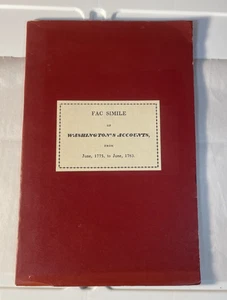 FAC SIMILE
OF
WASHINGTON'S ACCOUNTS,
FROM
June, 1775, to June, 1783.